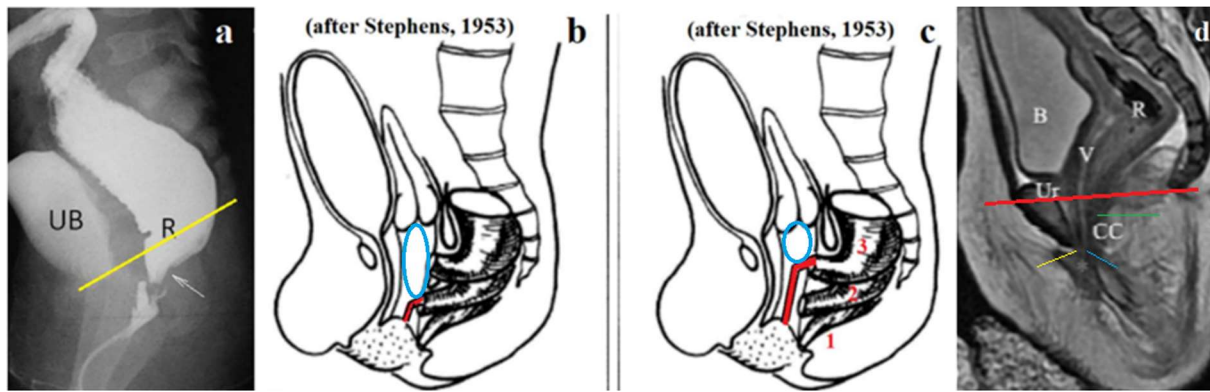 a
UB
R
(after Stephens, 1953)
b
(after Stephens, 1953)
c
3
2
1
d
B
R
V
Ur
CC
*